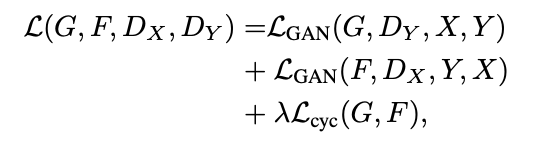 ℒ(G, F, D_X, D_Y) =ℒ_GAN(G, D_Y, X, Y)
+ ℒ_GAN(F, D_X, Y, X)
+ λℒ_cyc(G, F),